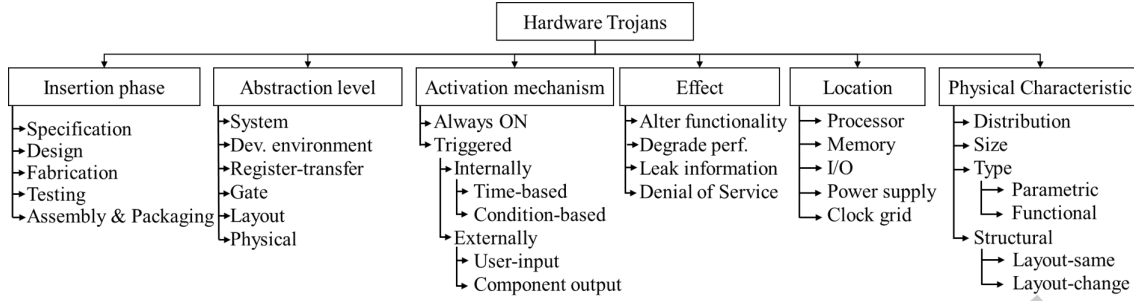 Hardware Trojans
Insertion phase
Specification
Design
Fabrication
Testing
Assembly & Packaging
Abstraction level
System
Dev. environment
Register-transfer
Gate
Layout
Physical
Activation mechanism
Always ON
Triggered
Internally
Time-based
Condition-based
Externally
User-input
Component output
Effect
Alter functionality
Degrade perf.
Leak information
Denial of Service
Location
Processor
Memory
I/O
Power supply
Clock grid
Physical Characteristic
Distribution
Size
Type
Parametric
Functional
Structural
Layout-same
Layout-change